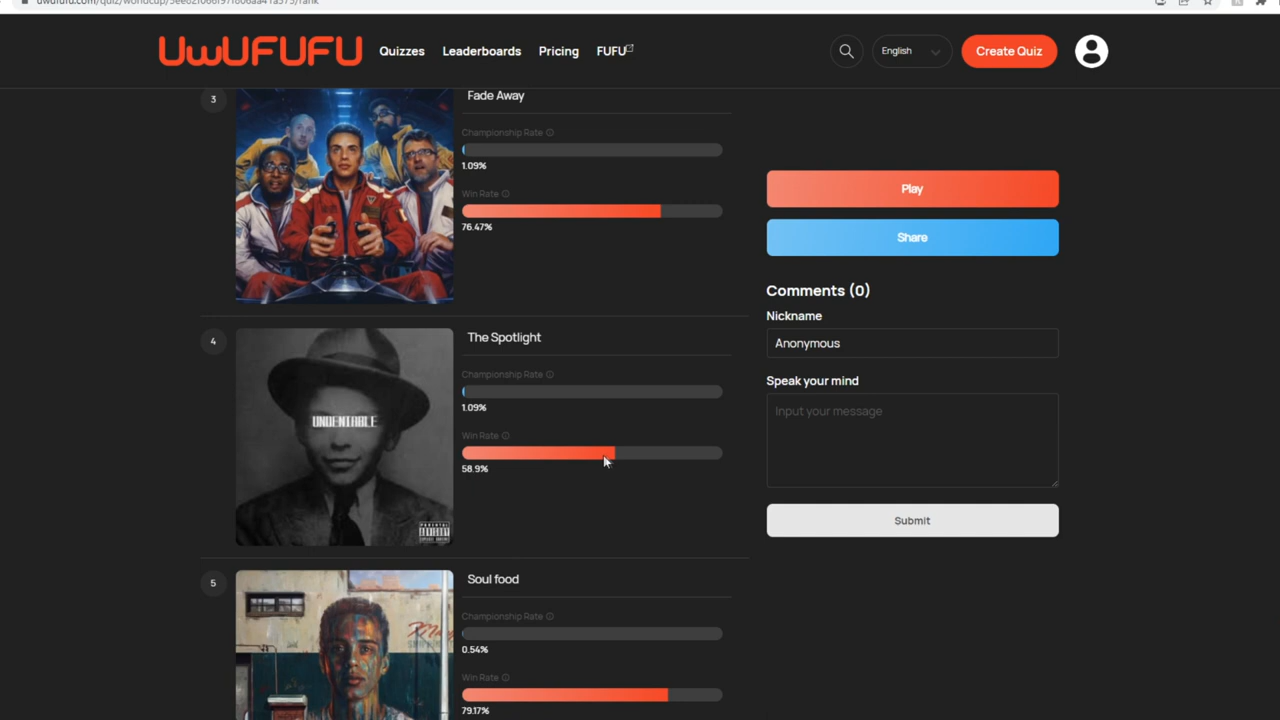 UwUFUFU
Quizzes
Leaderboards
Pricing
FUFU
English
Create Quiz
3
Fade Away
Championship Rate
1.09%
Win Rate
76.47%
4
UNDENIABLE
The Spotlight
Championship Rate
1.09%
Win Rate
58.9%
5
Soul food
Championship Rate
0.54%
Win Rate
79.17%
Play
Share
Comments (0)
Nickname
Anonymous
Speak your mind
Input your message
Submit